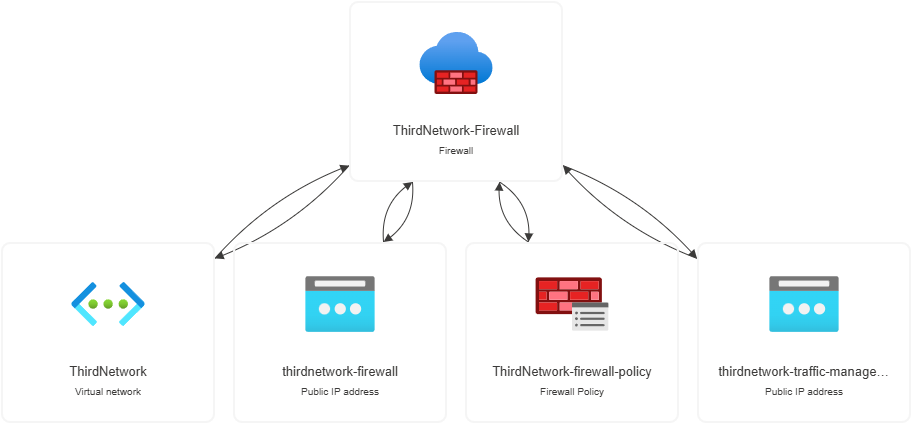 ThirdNetwork-Firewall
Firewall
ThirdNetwork
Virtual network
thirdnetwork-firewall
Public IP address
ThirdNetwork-firewall-policy
Firewall Policy
thirdnetwork-traffic-manage...
Public IP address